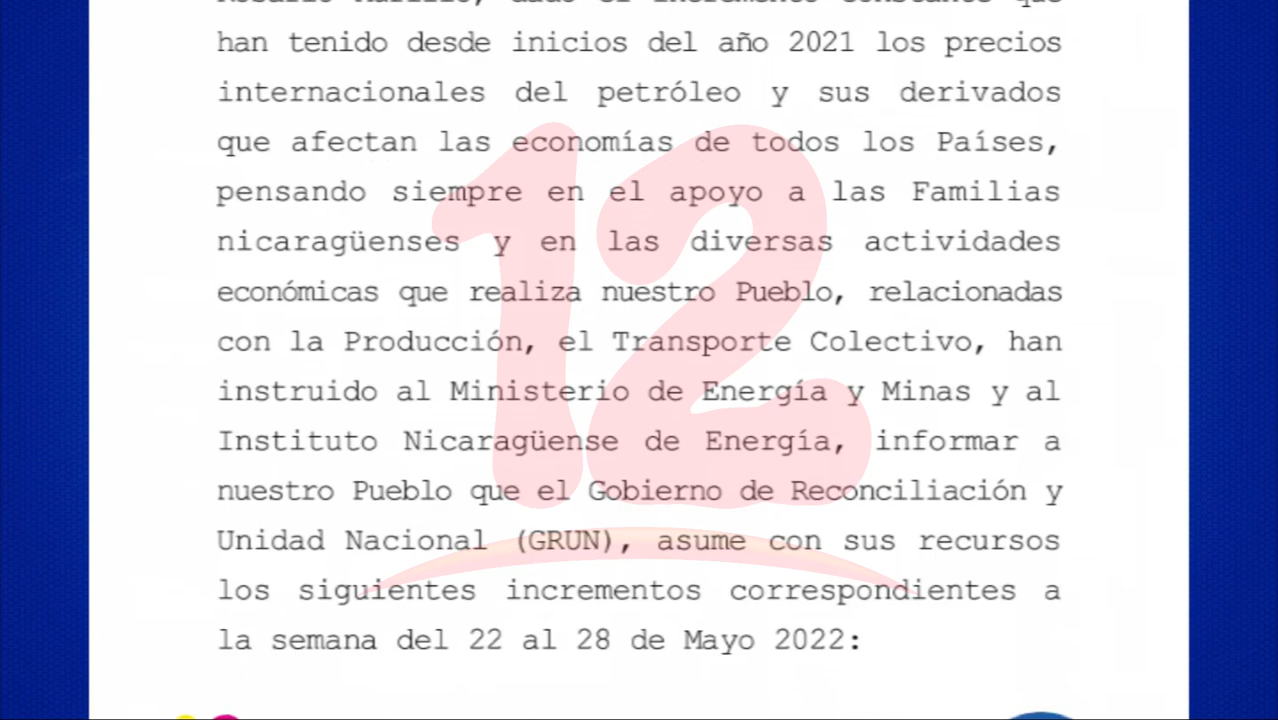 han tenido desde inicios del año 2021 los precios
internacionales del petróleo y sus derivados
que afectan las economías de todos los Países,
pensando siempre en el apoyo a las Familias
nicaragüenses y en las diversas actividades
económicas que realiza nuestro Pueblo, relacionadas
con la Producción, el Transporte Colectivo, han
instruido al Ministerio de Energía y Minas y al
Instituto Nicaragüense de Energía, informar a
nuestro Pueblo que el Gobierno de Reconciliación y
Unidad Nacional (GRUN), asume con sus recursos
los siguientes incrementos correspondientes a
la semana del 22 al 28 de Mayo 2022:
12